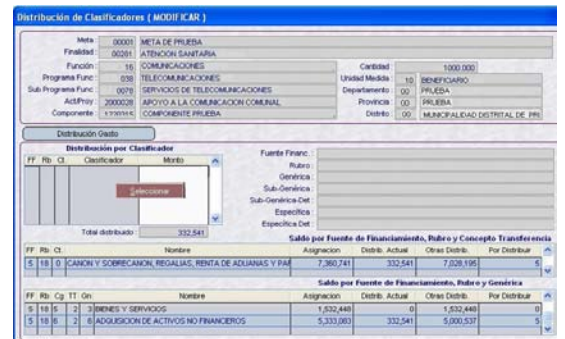 Distribución de Clasificadores ( MODIFICAR )
Meta : 00001 META DE PRUEBA
Finalidad : 00281 ATENCION SANITARIA
Función : 16 COMUNICACIONES Cantidad : 1000.000
Programa Func : 038 TELECOMUNICACIONES Unidad Medida : 10 BENEFICIARIO
Sub Programa Func : 0078 SERVICIOS DE TELECOMUNICACIONES Departamento : 00 PRUEBA
Act/Proy : 2000028 APOYO A LA COMUNICACION COMUNAL Provincia : 00 PRUEBA
Componente : COMPONENTE PRUEBA Distrito : 00 MUNICIPALIDAD DISTRITAL DE PRI
Distribución Gasto
Distribución por Clasificador
FF Rb Ct. Clasificador Monto
Seleccionar
Total distribuido : 332,541
Fuente Financ. :
Rubro :
Genérica :
Sub-Genérica :
Sub-Genérica-Det :
Específica :
Específica Det :
Saldo por Fuente de Financiamiento, Rubro y Concepto Transferencia
FF Rb Ct. Nombre Asignacion Distrib. Actual Otras Distrib. Por Distribuir
5 18 0 CANON Y SOBRECANON, REGALIAS, RENTA DE ADUANAS Y PAR 7,360,741 332,541 7,028,195 5
Saldo por Fuente de Financiamiento, Rubro y Genérica
FF Rb Cg TT Gn Nombre Asignacion Distrib. Actual Otras Distrib. Por Distribuir
5 18 5 2 3 BIENES Y SERVICIOS 1,532,448 0 1,532,448 0
5 18 6 2 6 ADQUISICION DE ACTIVOS NO FINANCIEROS 5,333,083 332,541 5,000,537 5